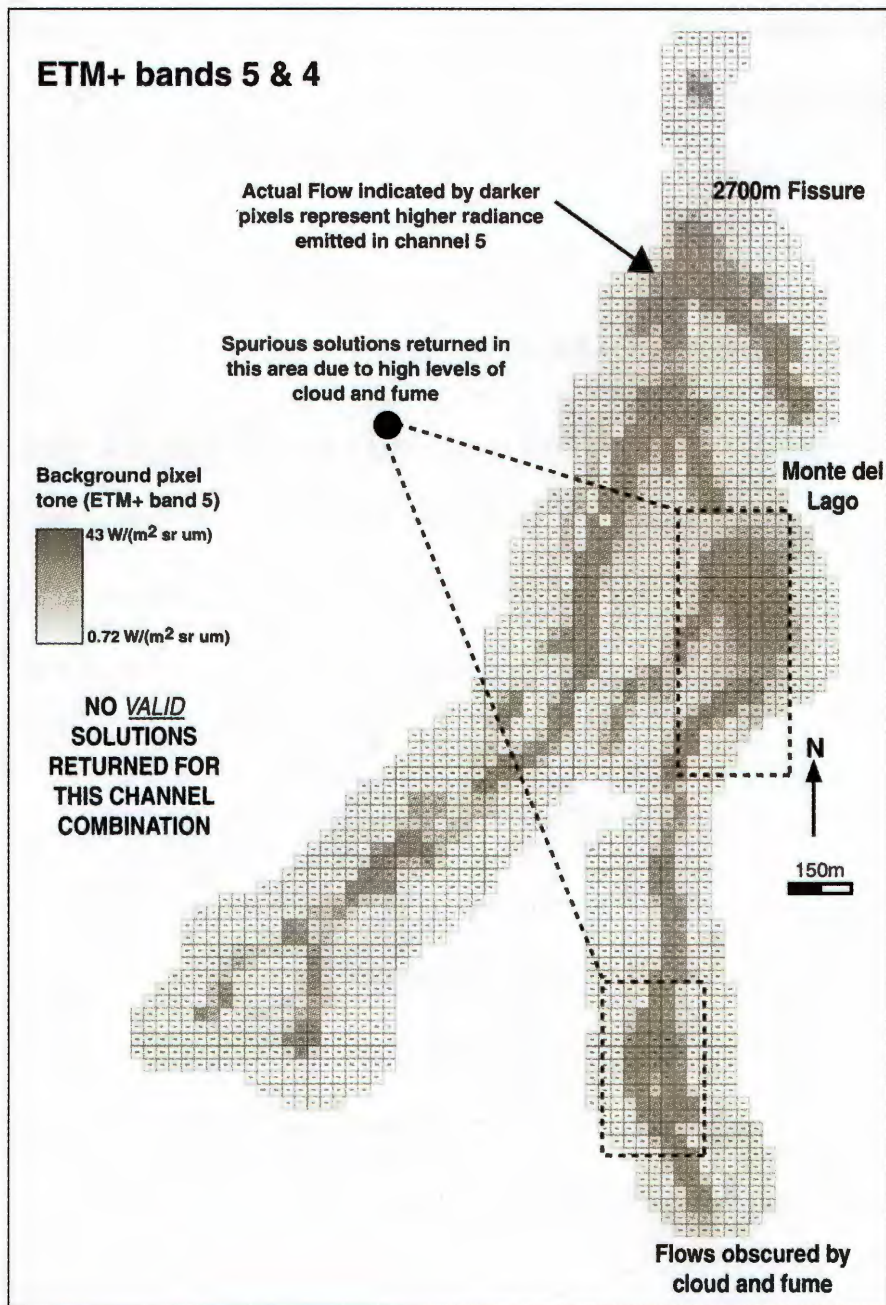 ETM+ bands 5 & 4
Actual Flow indicated by darker
pixels represent higher radiance
emitted in channel 5
2700m Fissure
Spurious solutions returned in
this area due to high levels of
cloud and fume
Monte del
Lago
Background pixel
tone (ETM+ band 5)
43 W/(m² sr um)
0.72 W/(m² sr um)
NO VALID
SOLUTIONS
RETURNED FOR
THIS CHANNEL
COMBINATION
N
150m
Flows obscured by
cloud and fume